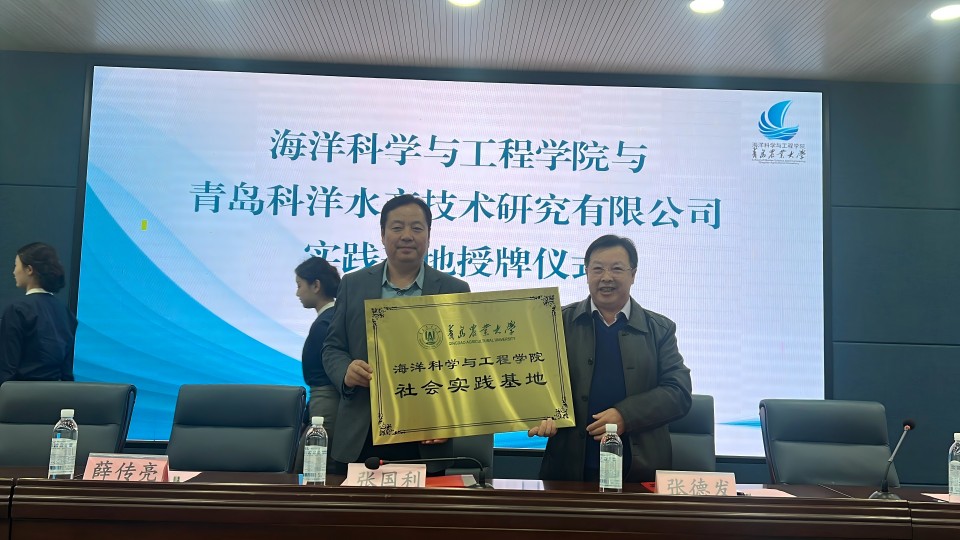 海洋科学与工程学院与
青岛科洋水产技术研究有限公司
实践 地授牌仪式
海洋科学与工程学院
青岛农业大学
青岛农业大学
QINGDAO AGRICULTURAL UNIVERSITY
海洋科学与工程学院
社会实践基地
薛传亮
张国利
张德发